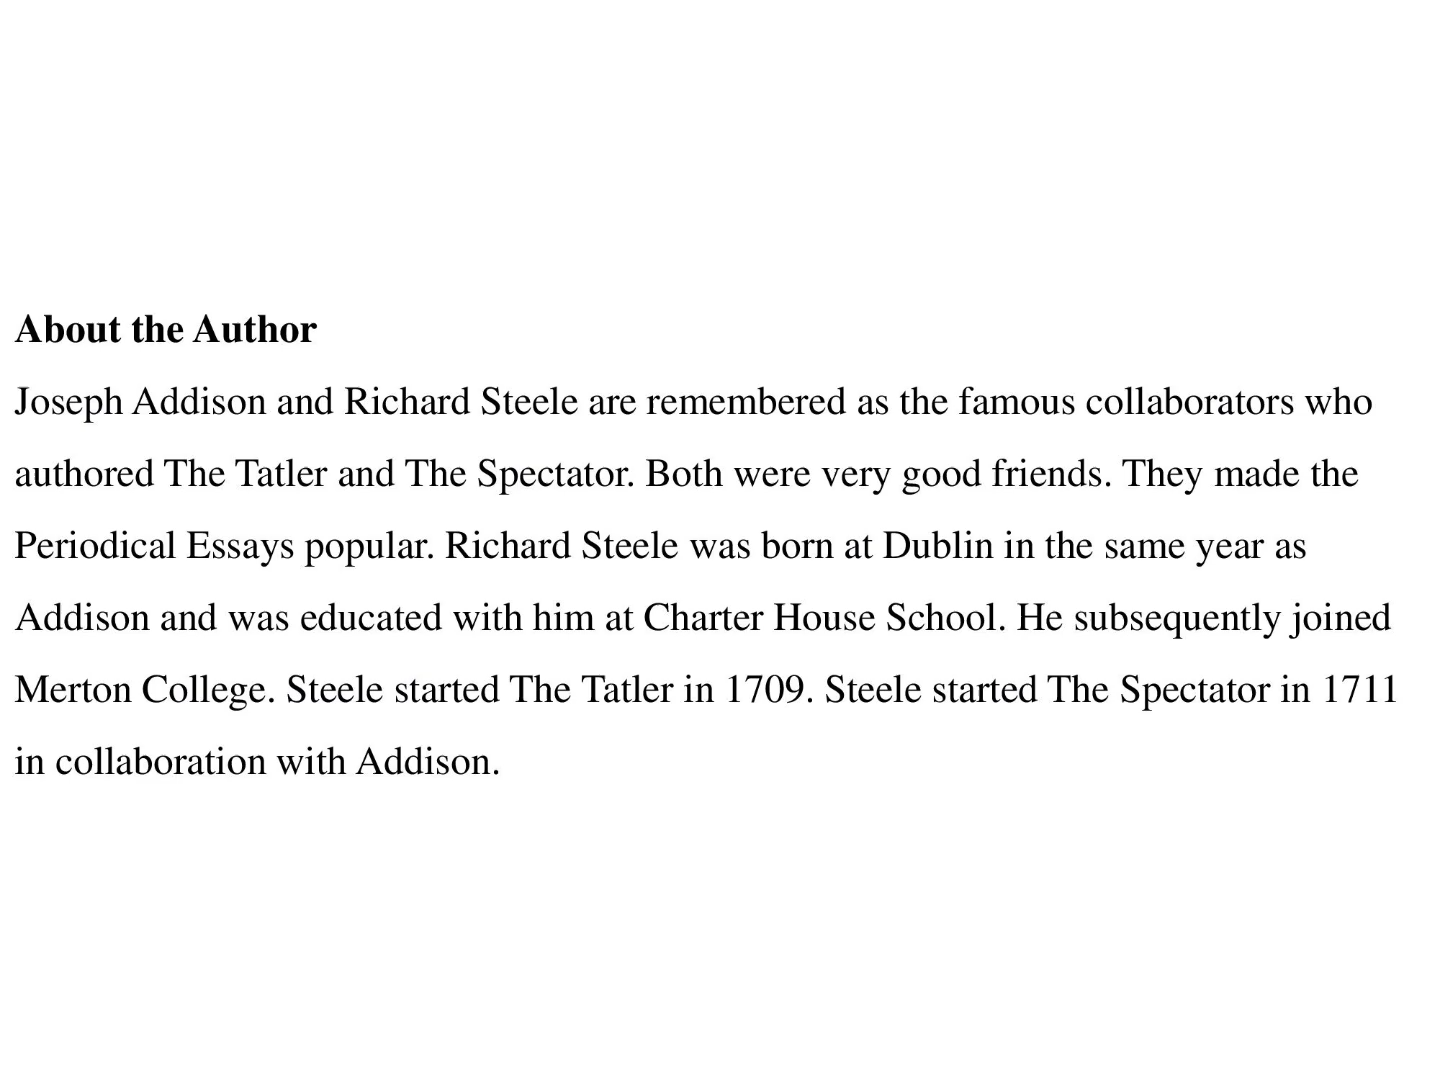 About the Author
Joseph Addison and Richard Steele are remembered as the famous collaborators who
authored The Tatler and The Spectator. Both were very good friends. They made the
Periodical Essays popular. Richard Steele was born at Dublin in the same year as
Addison and was educated with him at Charter House School. He subsequently joined
Merton College. Steele started The Tatler in 1709. Steele started The Spectator in 1711
in collaboration with Addison.